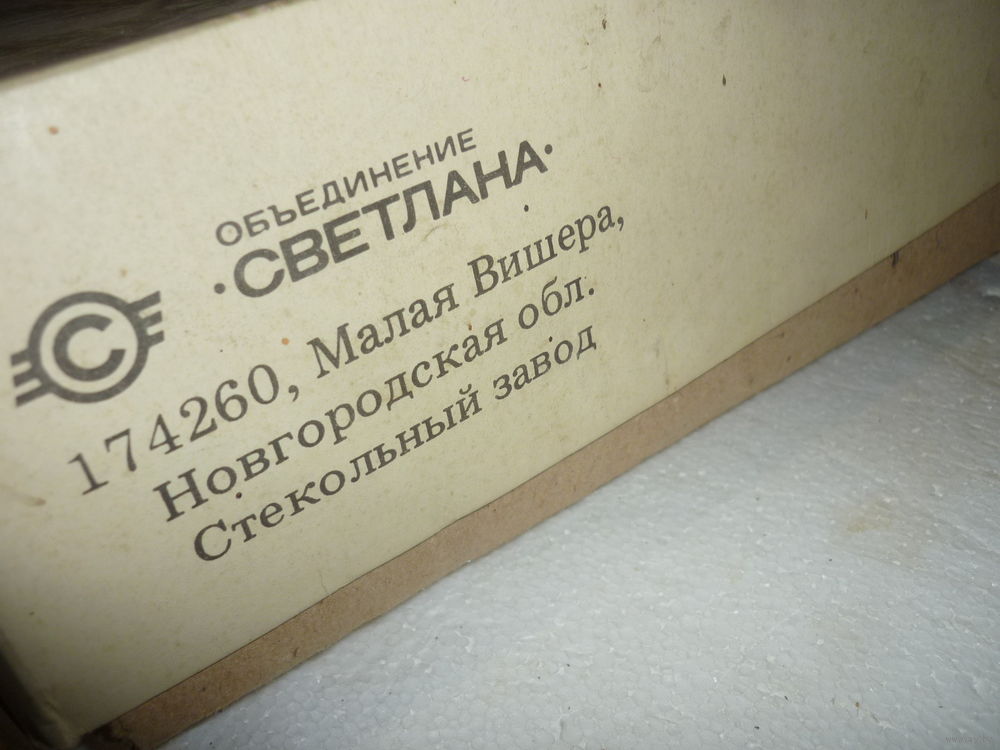 ОБЪЕДИНЕНИЕ
·СВЕТЛАНА·
С
174260, Малая Вишера,
Новгородская обл.
Стекольный завод